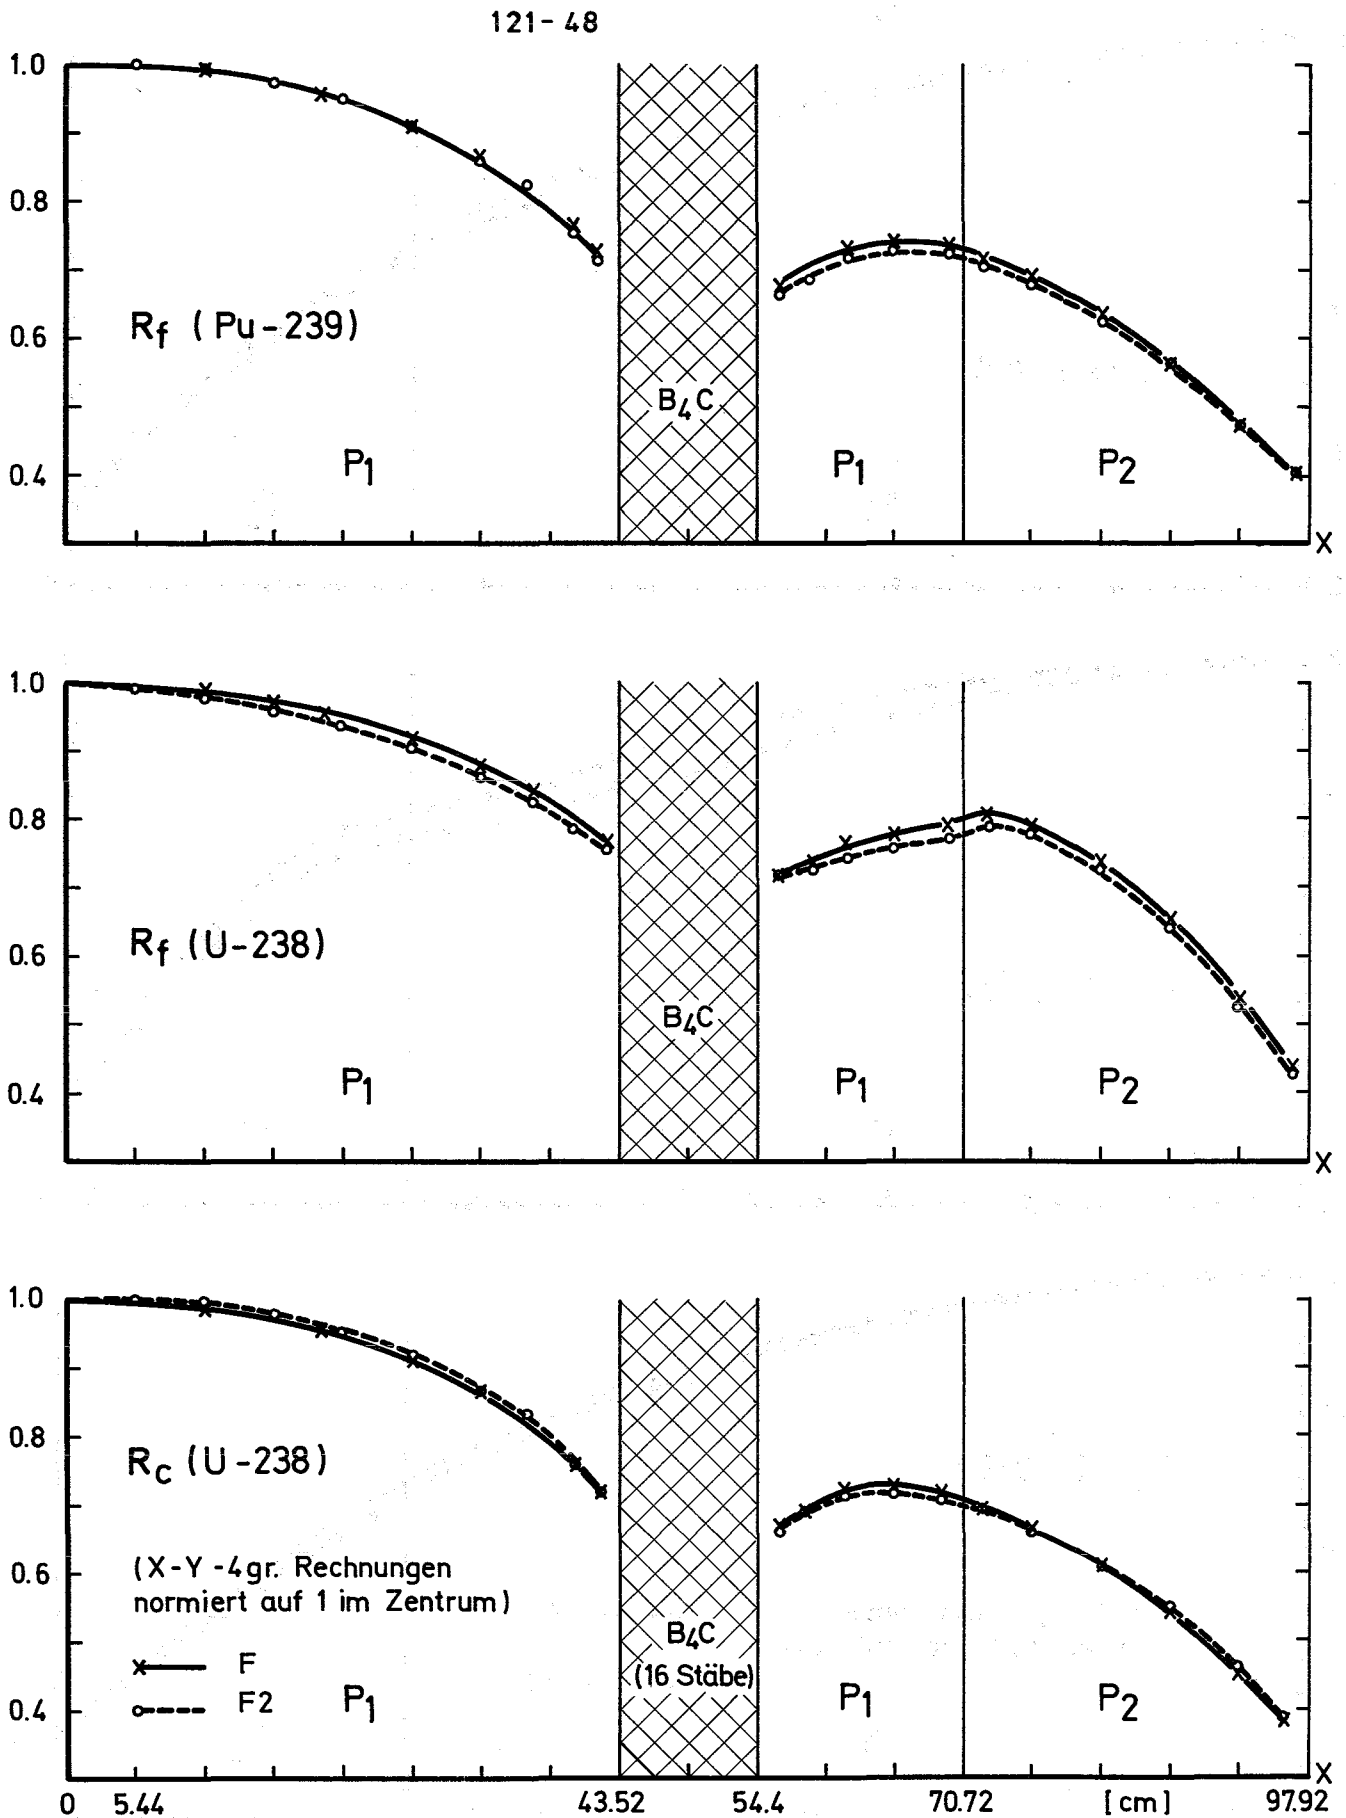 121-48
1.0
0.8
0.6
0.4
Rf (Pu-239)
P1
B4C
P1
P2
X
1.0
0.8
0.6
0.4
Rf (U-238)
P1
B4C
P1
P2
X
1.0
0.8
0.6
0.4
Rc (U-238)
(X-Y-4gr. Rechnungen
normiert auf 1 im Zentrum)
F
F2
P1
B4C
(16 Stäbe)
P1
P2
X
0 5.44 43.52 54.4 70.72 [cm] 97.92